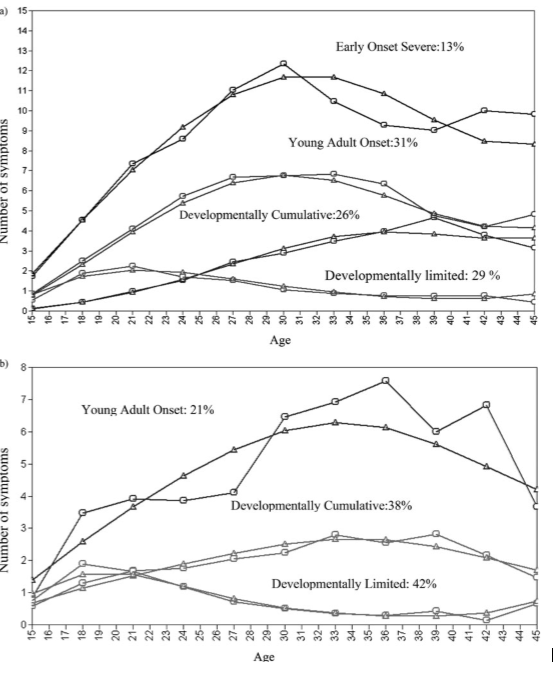 a)
15
14
13
12
11
10
9
8
7
6
5
4
3
2
1
0
Number of symptoms
Early Onset Severe:13%
Young Adult Onset:31%
Developmentally Cumulative:26%
Developmentally limited: 29 %
15 16 17 18 19 20 21 22 23 24 25 26 27 28 29 30 31 32 33 34 35 36 37 38 39 40 41 42 43 44 45
Age
b)
8
7
6
5
4
3
2
1
0
Number of symptoms
Young Adult Onset: 21%
Developmentally Cumulative:38%
Developmentally Limited: 42%
15 16 17 18 19 20 21 22 23 24 25 26 27 28 29 30 31 32 33 34 35 36 37 38 39 40 41 42 43 44 45
Age